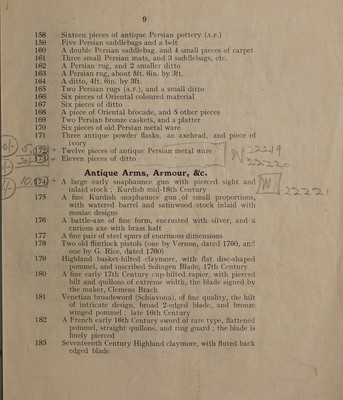 9
158 Sixteen pieces of antique Persian pottery (A.F.)
159 Five Persian saddlebags and a belt
160 A double Persian saddlebag, and 4 small pieces of carpet
161 Three small Persian mats, and 3 saddlebags, etc.
162 A Persian rug, and 2 smaller ditto
163 A Persian rug, about 5ft. 6in. by 3ft.
164 A ditto, 4ft. 6in. by 3ft.
165 Two Persian rugs (A.F.), and a small ditto
166 Six pieces of Oriental coloured material
167 Six pieces of ditto
168 A piece of Oriental brocade, and 5 other pieces
169 Two Persian bronze caskets, and a platter
170 Six pieces of old Persian metal ware
171 Three antique powder flasks, an axehead, and piece of
ivory
172 Twelve pieces of antique Persian metal ware
173 Eleven pieces of ditto
Antique Arms, Armour, &c.
174 A large early snaphaunce gun with pierced sight and
inlaid stock ; Kurdish mid-18th Century
175 A fine Kurdish snaphaunce gun of small proportions,
with watered barrel and satinwood stock inlaid with
mosiac designs
176 A battle-axe of fine form, encrusted with silver, and a
curious axe with brass haft
177 A fine pair of steel spurs of enormous dimensions
178 Two old flintlock pistols (one by Vernon, dated 1760, and
one by G. Rice, dated 1760)
179 Highland basket-hilted claymore, with flat disc-shaped
pommel, and inscribed Solingen Blade, 17th Century
180 A fine early 17th Century cup-hilted rapier, with pierced
hilt and quillons of extreme width, the blade signed by
the maker, Clemens Brach
181 Venetian broadsword (Schiavona), of fine quality, the hilt
of intricate design, broad 2-edged blade, and bronze
winged pommel ; late 16th Century
182 A French early 16th Century sword of rare type, flattened
pommel, straight quillons, and ring guard ; the blade is
finely pierced
183 Seventeenth Century Highland claymore, with fluted back
edged blade